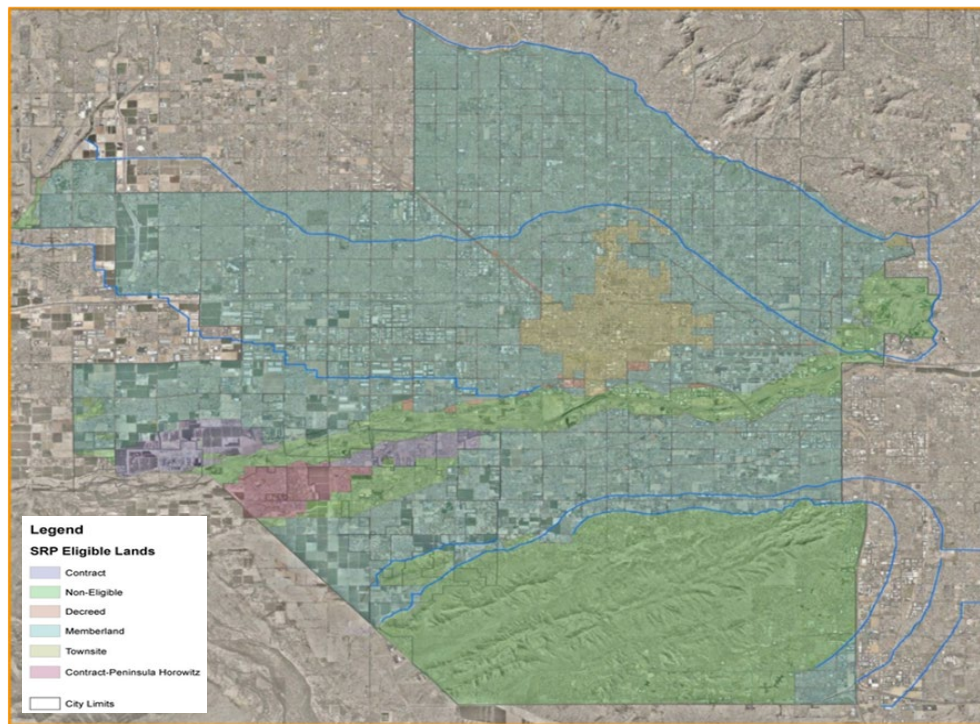 Legend
SRP Eligible Lands
Contract
Non-Eligible
Decreed
Memberland
Townsite
Contract-Peninsula Horowitz
City Limits